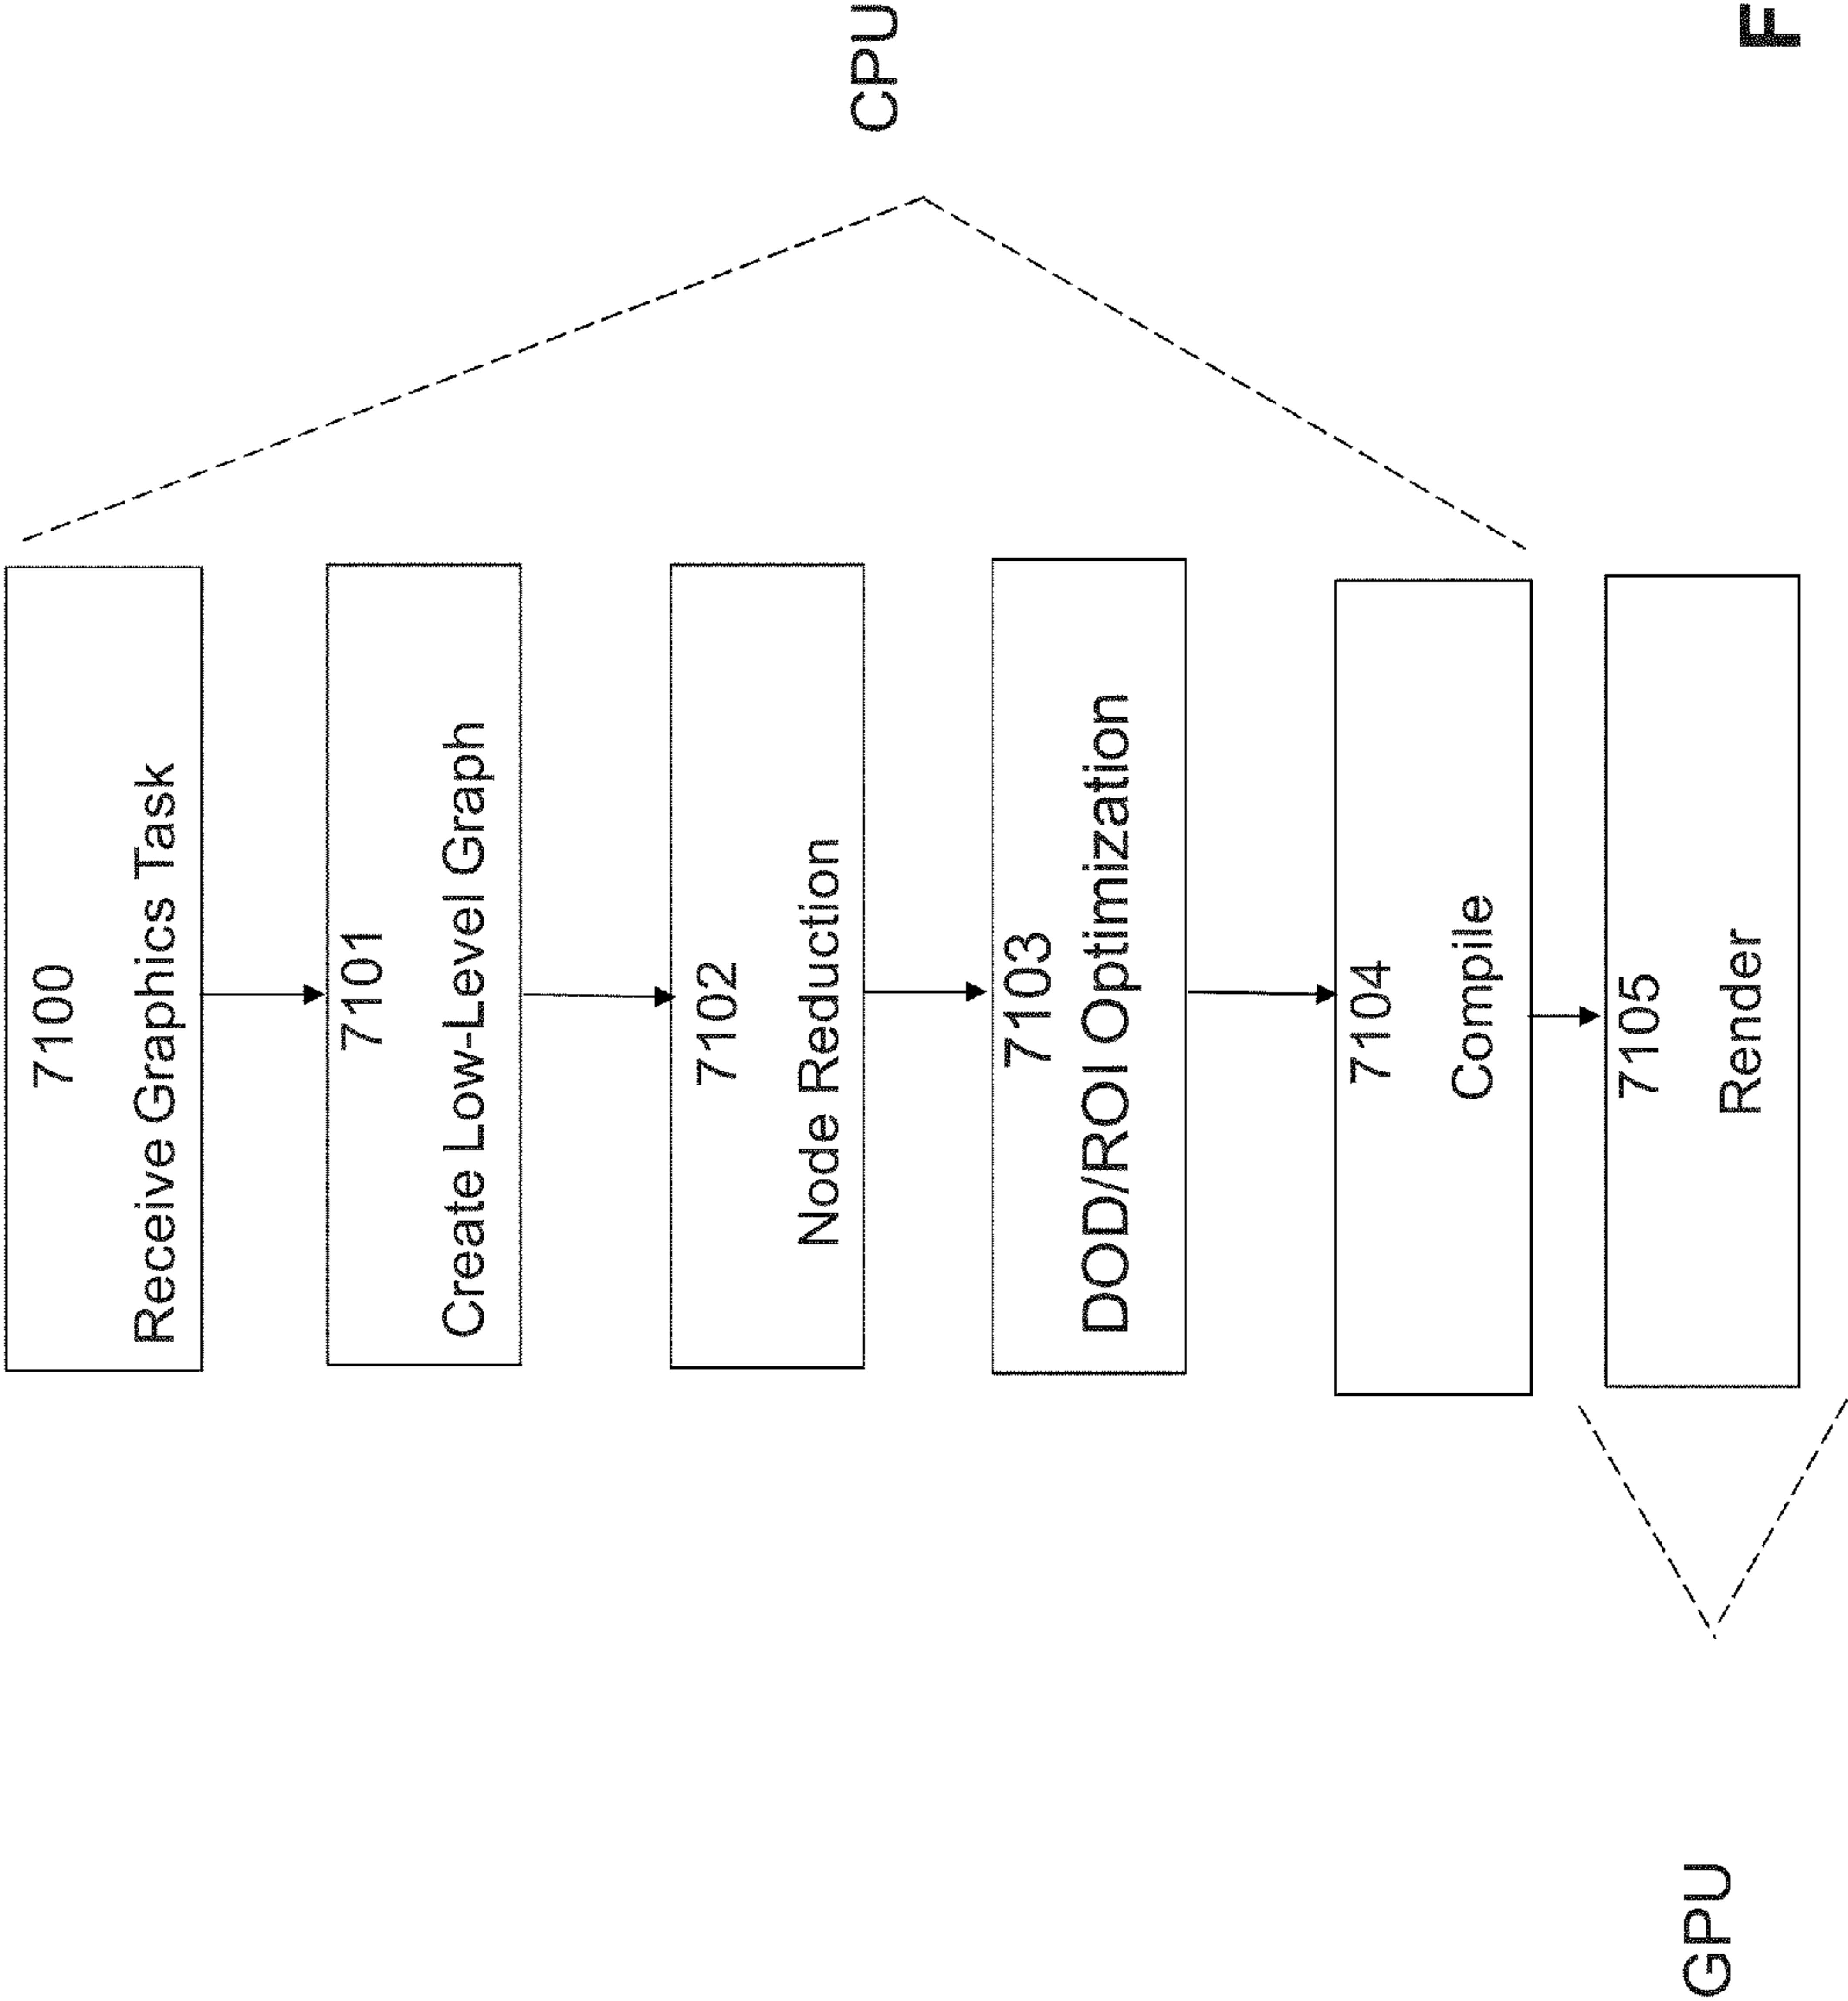 7100
Receive Graphics Task
7101
Create Low-Level Graph
7102
Node Reduction
7103
DOD/ROI Optimization
7104
Compile
7105
Render
CPU
GPU
F